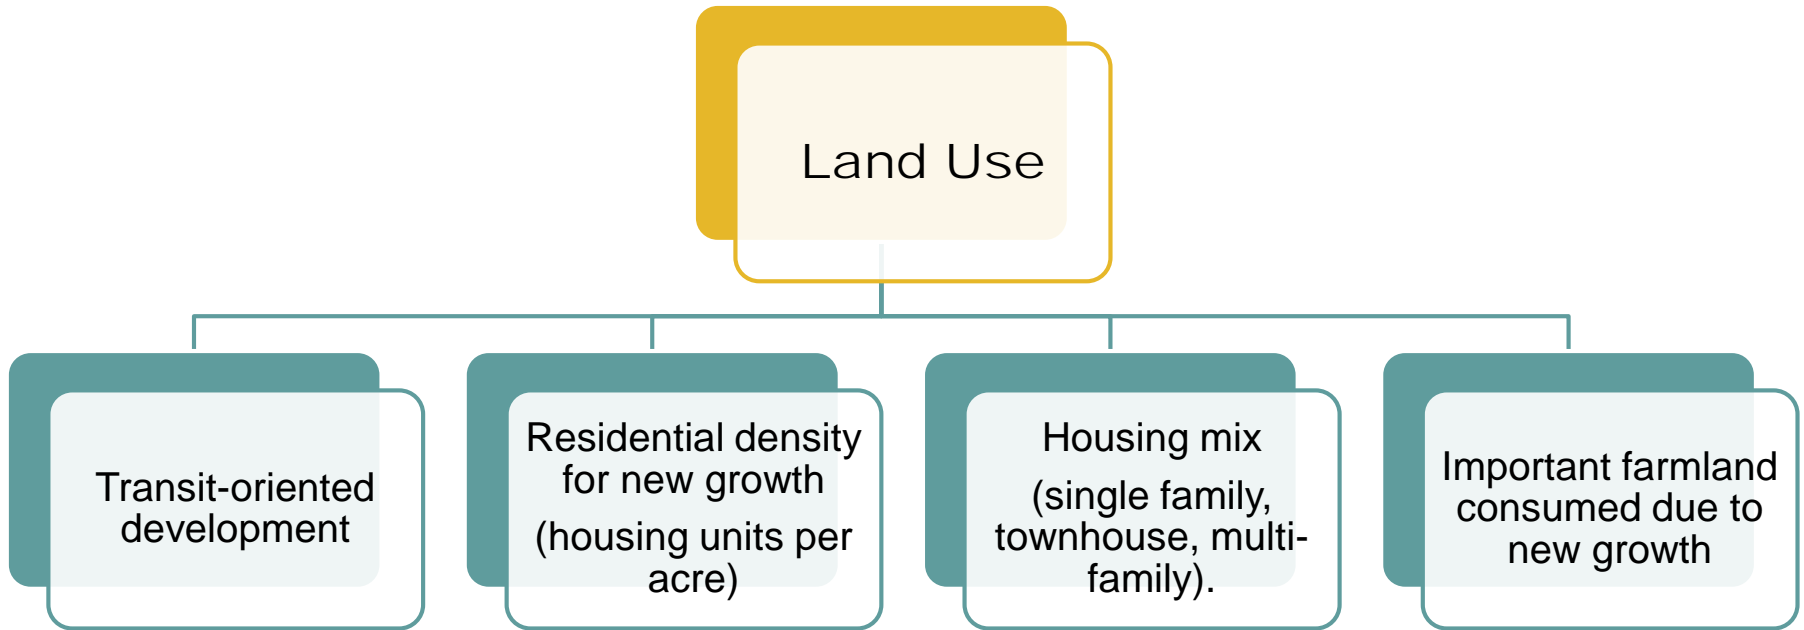 Land Use
Transit-oriented
development
Residential density
for new growth
(housing units per
acre)
Housing mix
(single family,
townhouse, multi-
family).
Important farmland
consumed due to
new growth